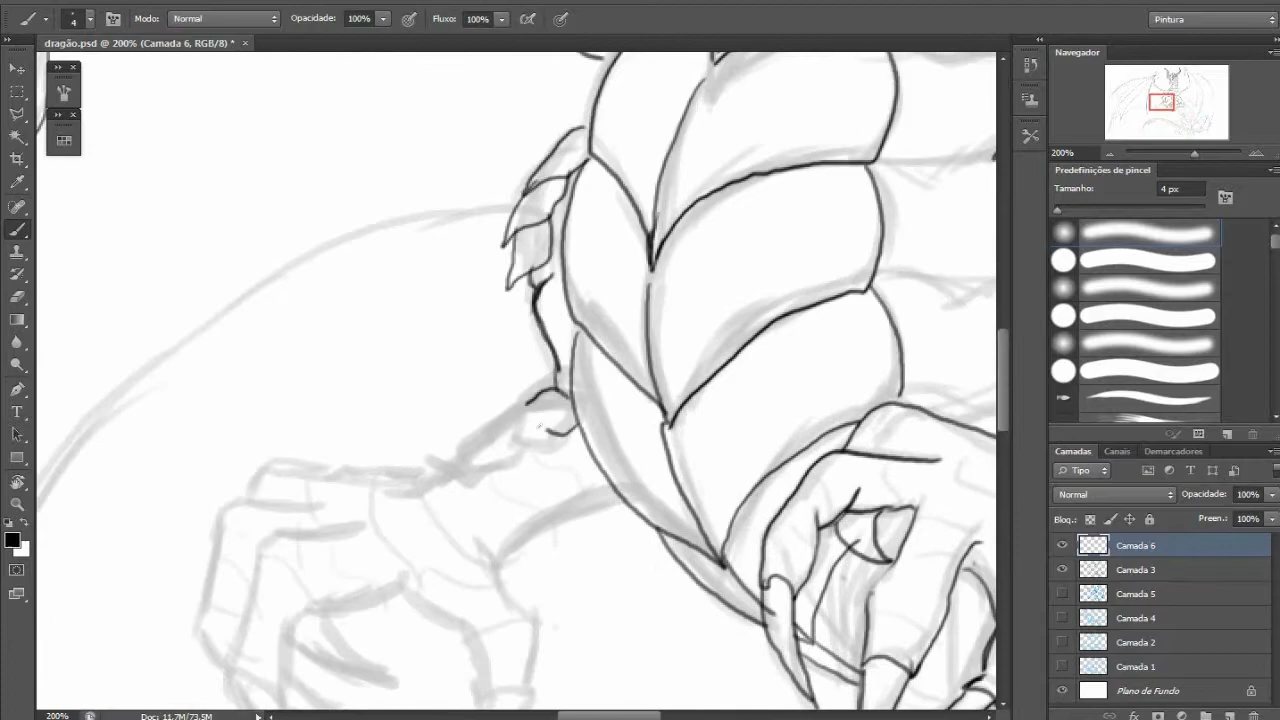 4 Modo: Normal Opacidade: 100% Fluxo: 100% Pintura
dragão.psd @ 200% (Camada 6, RGB/8) * ×
Navegador
200%
Predefinições de pincel
Tamanho: 4 px
Camadas Canais Demarcadores
Tipo
Normal Opacidade: 100%
Bloq.: Preen.: 100%
Camada 6
Camada 3
Camada 5
Camada 4
Camada 2
Camada 1
Plano de Fundo
200% Doc: 11,7M/73,5M